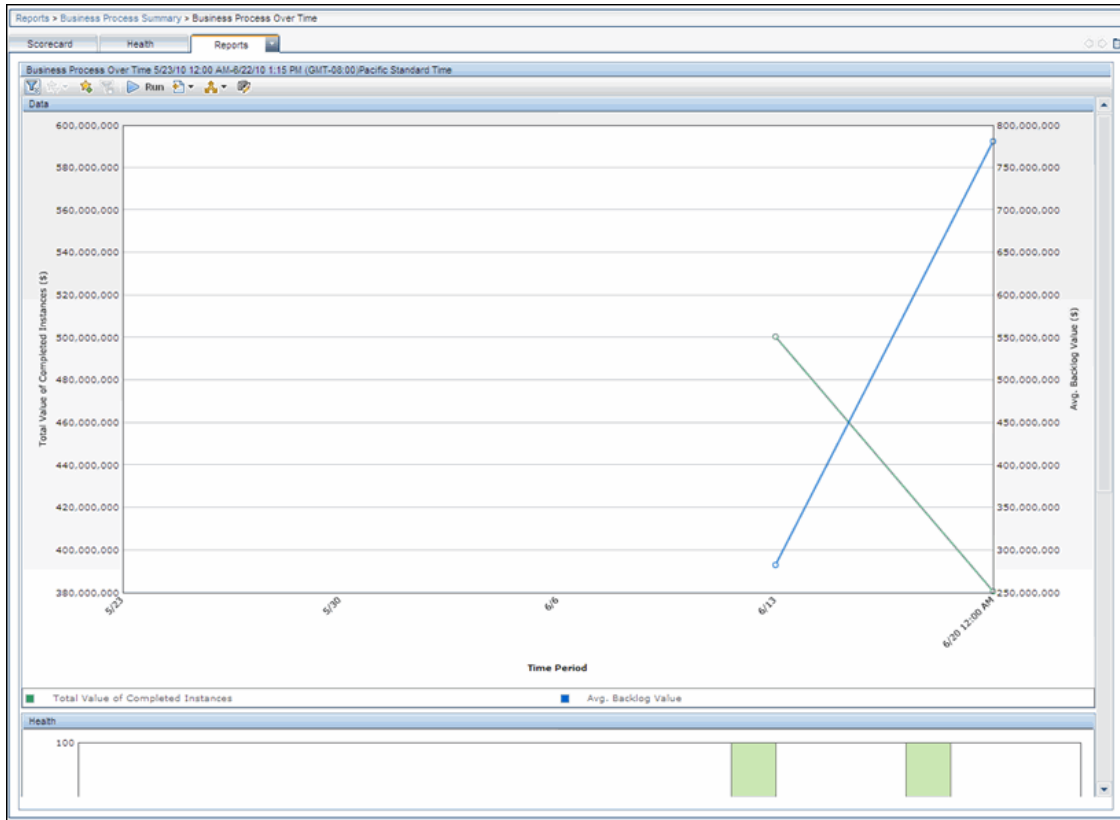 Reports > Business Process Summary > Business Process Over Time
Scorecard Health Reports
Business Process Over Time 5/23/10 12:00 AM-6/22/10 1:15 PM (GMT-08:00)Pacific Standard Time
Run
Data
600,000,000
580,000,000
560,000,000
540,000,000
520,000,000
500,000,000
480,000,000
460,000,000
440,000,000
420,000,000
400,000,000
380,000,000
Total Value of Completed Instances ($)
800,000,000
750,000,000
700,000,000
650,000,000
600,000,000
550,000,000
500,000,000
450,000,000
400,000,000
350,000,000
300,000,000
250,000,000
Avg. Backlog Value ($)
5/23 5/30 6/6 6/13 6/20 12:00 AM
Time Period
Total Value of Completed Instances Avg. Backlog Value
Health
100